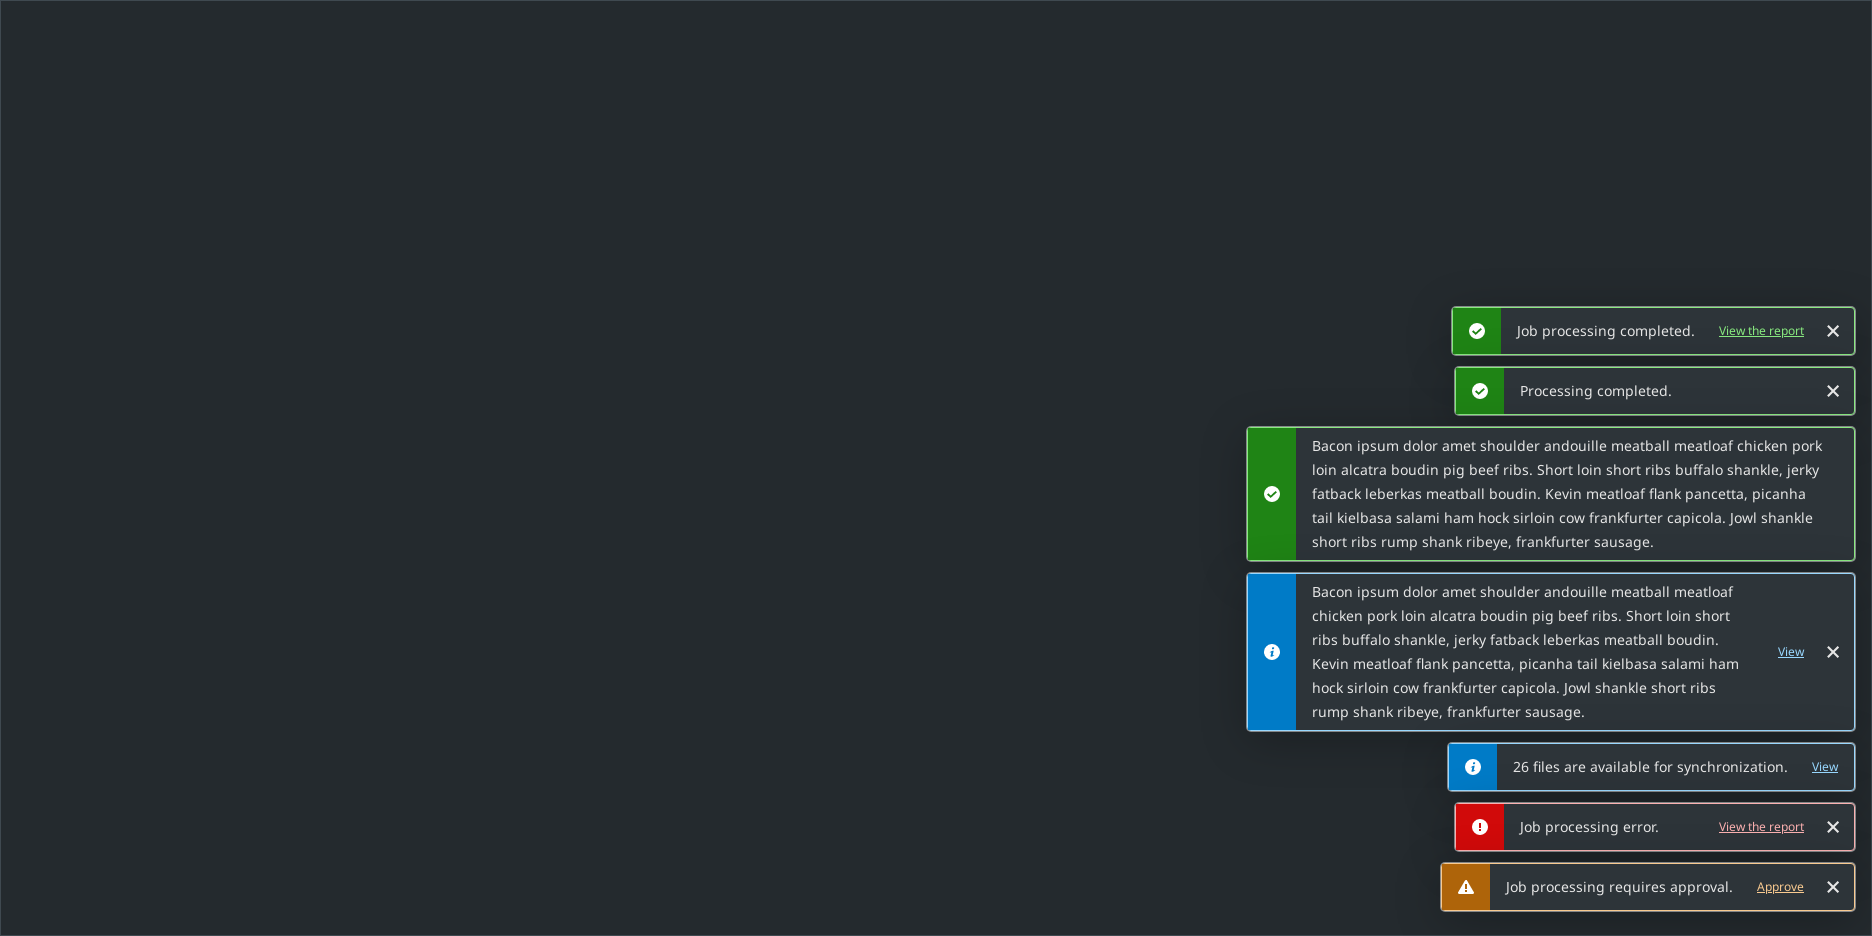 Job processing completed. View the report
Processing completed.
Bacon ipsum dolor amet shoulder andouille meatball meatloaf chicken pork
loin alcatra boudin pig beef ribs. Short loin short ribs buffalo shankle, jerky
fatback leberkas meatball boudin. Kevin meatloaf flank pancetta, picanha
tail kielbasa salami ham hock sirloin cow frankfurter capicola. Jowl shankle
short ribs rump shank ribeye, frankfurter sausage.
Bacon ipsum dolor amet shoulder andouille meatball meatloaf
chicken pork loin alcatra boudin pig beef ribs. Short loin short
ribs buffalo shankle, jerky fatback leberkas meatball boudin.
Kevin meatloaf flank pancetta, picanha tail kielbasa salami ham
hock sirloin cow frankfurter capicola. Jowl shankle short ribs
rump shank ribeye, frankfurter sausage.
View
26 files are available for synchronization. View
Job processing error. View the report
Job processing requires approval. Approve